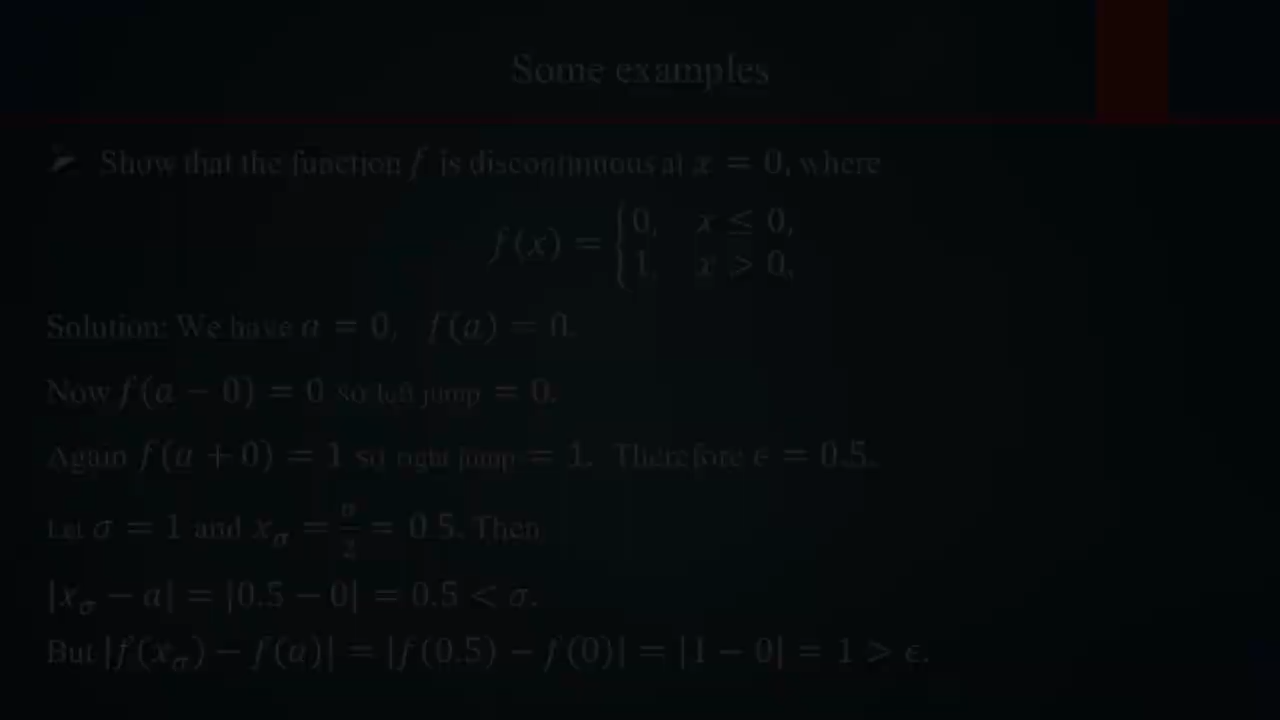 Some examples
➢ Show that the function f is discontinuous at x = 0, where
f(x) = {0, x ≤ 0,
1, x > 0,
Solution: We have a = 0, f(a) = 0.
Now f(a − 0) = 0 so left jump = 0.
Again f(a + 0) = 1 so right jump = 1. Therefore ϵ = 0.5.
Let σ = 1 and x_σ = σ/2 = 0.5. Then
|x_σ − a| = |0.5 − 0| = 0.5 < σ.
But |f(x_σ) − f(a)| = |f(0.5) − f(0)| = |1 − 0| = 1 > ϵ.